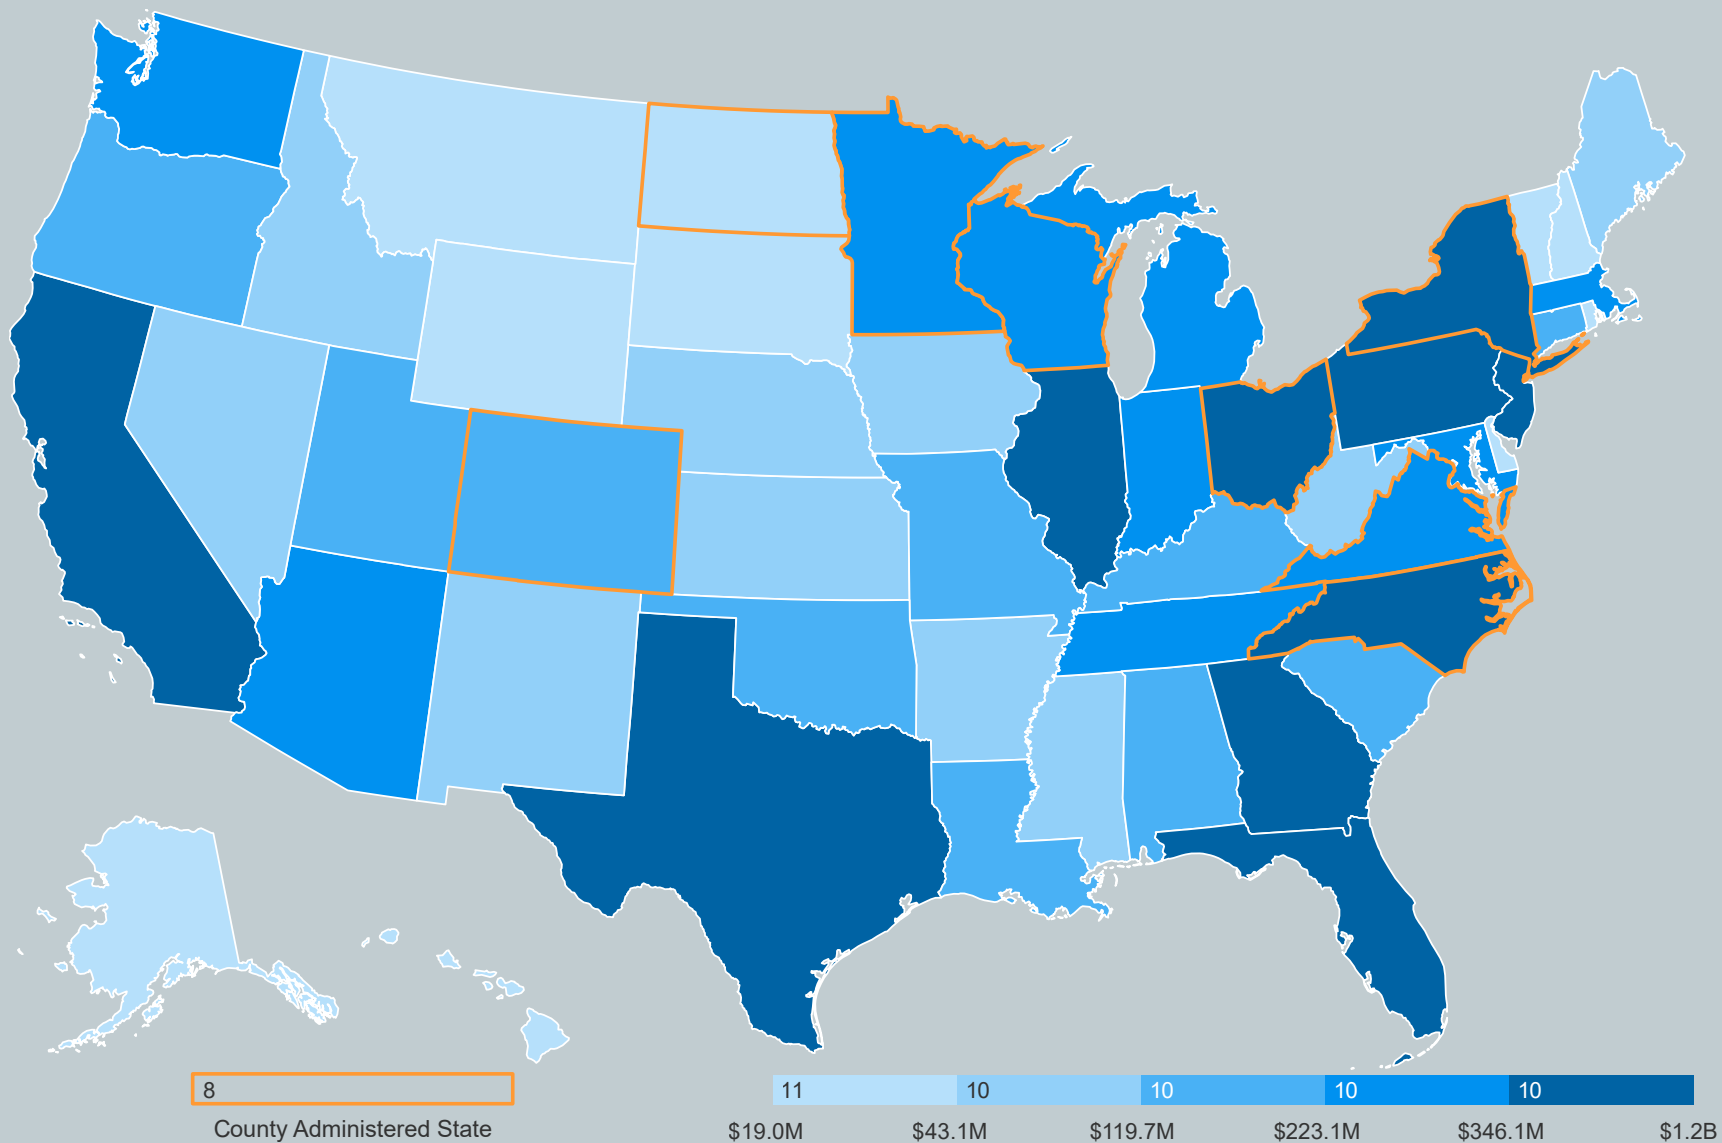 8
11 10 10 10 10
County Administered State
$19.0M $43.1M $119.7M $223.1M $346.1M $1.2B